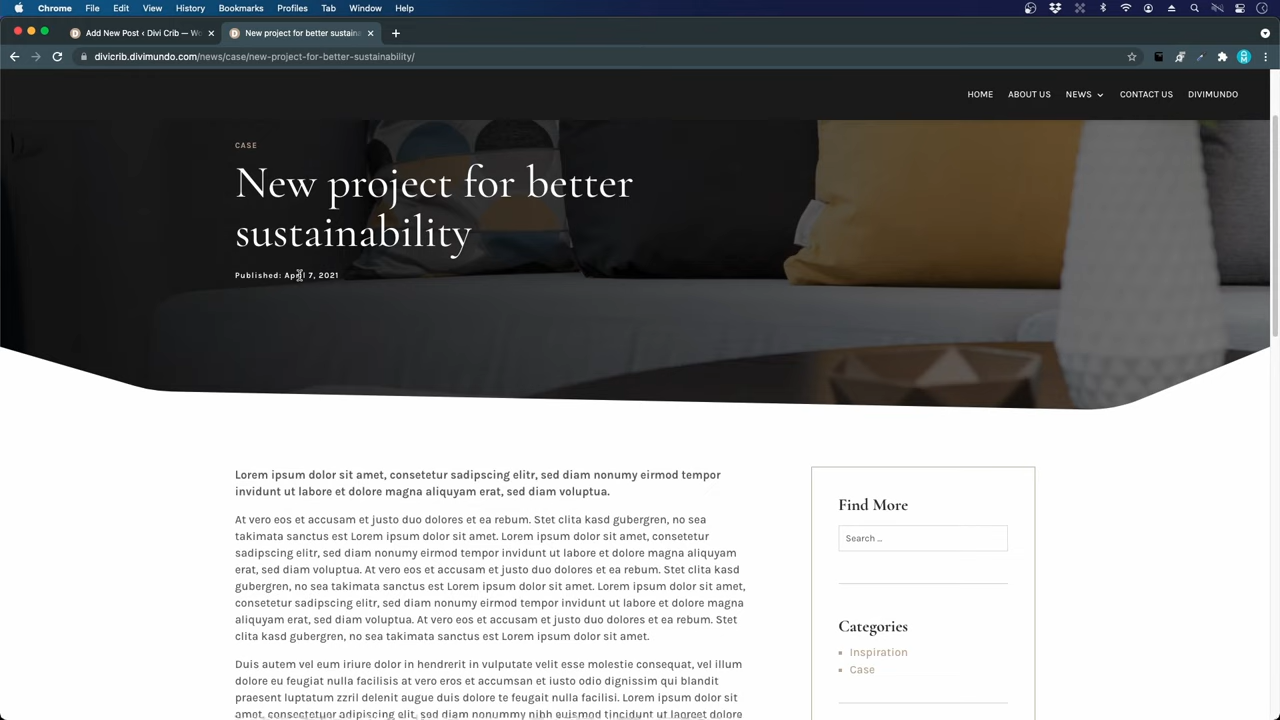 Chrome File Edit View History Bookmarks Profiles Tab Window Help
Add New Post ‹ Divi Crib — Wo
New project for better sustaina
divicrib.divimundo.com/news/case/new-project-for-better-sustainability/
HOME ABOUT US NEWS CONTACT US DIVIMUNDO
CASE
New project for better
sustainability
Published: April 7, 2021
Lorem ipsum dolor sit amet, consetetur sadipscing elitr, sed diam nonumy eirmod tempor
invidunt ut labore et dolore magna aliquyam erat, sed diam voluptua.
At vero eos et accusam et justo duo dolores et ea rebum. Stet clita kasd gubergren, no sea
takimata sanctus est Lorem ipsum dolor sit amet. Lorem ipsum dolor sit amet, consetetur
sadipscing elitr, sed diam nonumy eirmod tempor invidunt ut labore et dolore magna aliquyam
erat, sed diam voluptua. At vero eos et accusam et justo duo dolores et ea rebum. Stet clita kasd
gubergren, no sea takimata sanctus est Lorem ipsum dolor sit amet. Lorem ipsum dolor sit amet,
consetetur sadipscing elitr, sed diam nonumy eirmod tempor invidunt ut labore et dolore magna
aliquyam erat, sed diam voluptua. At vero eos et accusam et justo duo dolores et ea rebum. Stet
clita kasd gubergren, no sea takimata sanctus est Lorem ipsum dolor sit amet.
Duis autem vel eum iriure dolor in hendrerit in vulputate velit esse molestie consequat, vel illum
dolore eu feugiat nulla facilisis at vero eros et accumsan et iusto odio dignissim qui blandit
praesent luptatum zzril delenit augue duis dolore te feugait nulla facilisi. Lorem ipsum dolor sit
amet, consectetuer adipiscing elit, sed diam nonummy nibh euismod tincidunt ut laoreet dolore
Find More
Search ...
Categories
Inspiration
Case